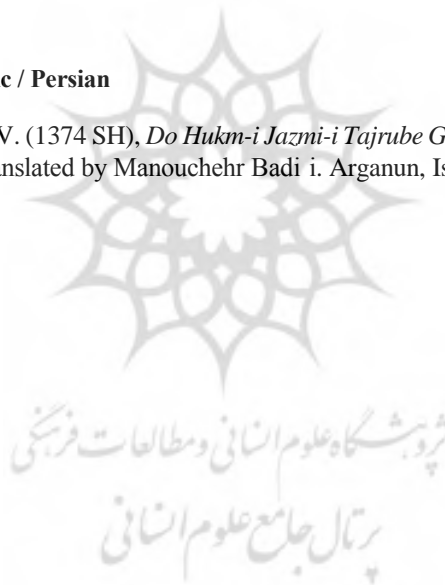 c / Persian
V. (1374 SH), Do Hukm-i Jazmi-i Tajrube G
nslated by Manouchehr Badi i. Arganun, Is
پژوهشگاه علوم انسانی و مطالعات فرهنگی
پرتال جامع علوم انسانی